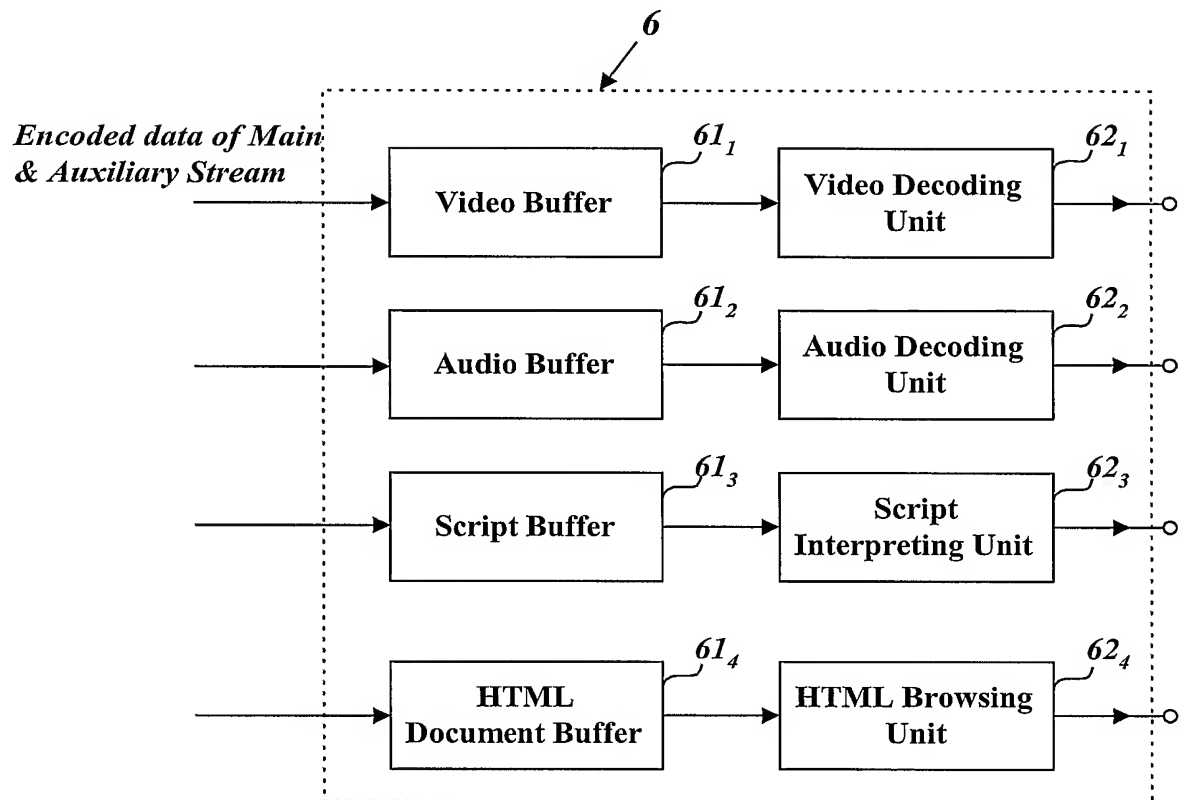 6
Encoded data of Main
& Auxiliary Stream
61₁
62₁
Video Buffer
Video Decoding
Unit
61₂
62₂
Audio Buffer
Audio Decoding
Unit
61₃
62₃
Script Buffer
Script
Interpreting Unit
61₄
62₄
HTML
Document Buffer
HTML Browsing
Unit